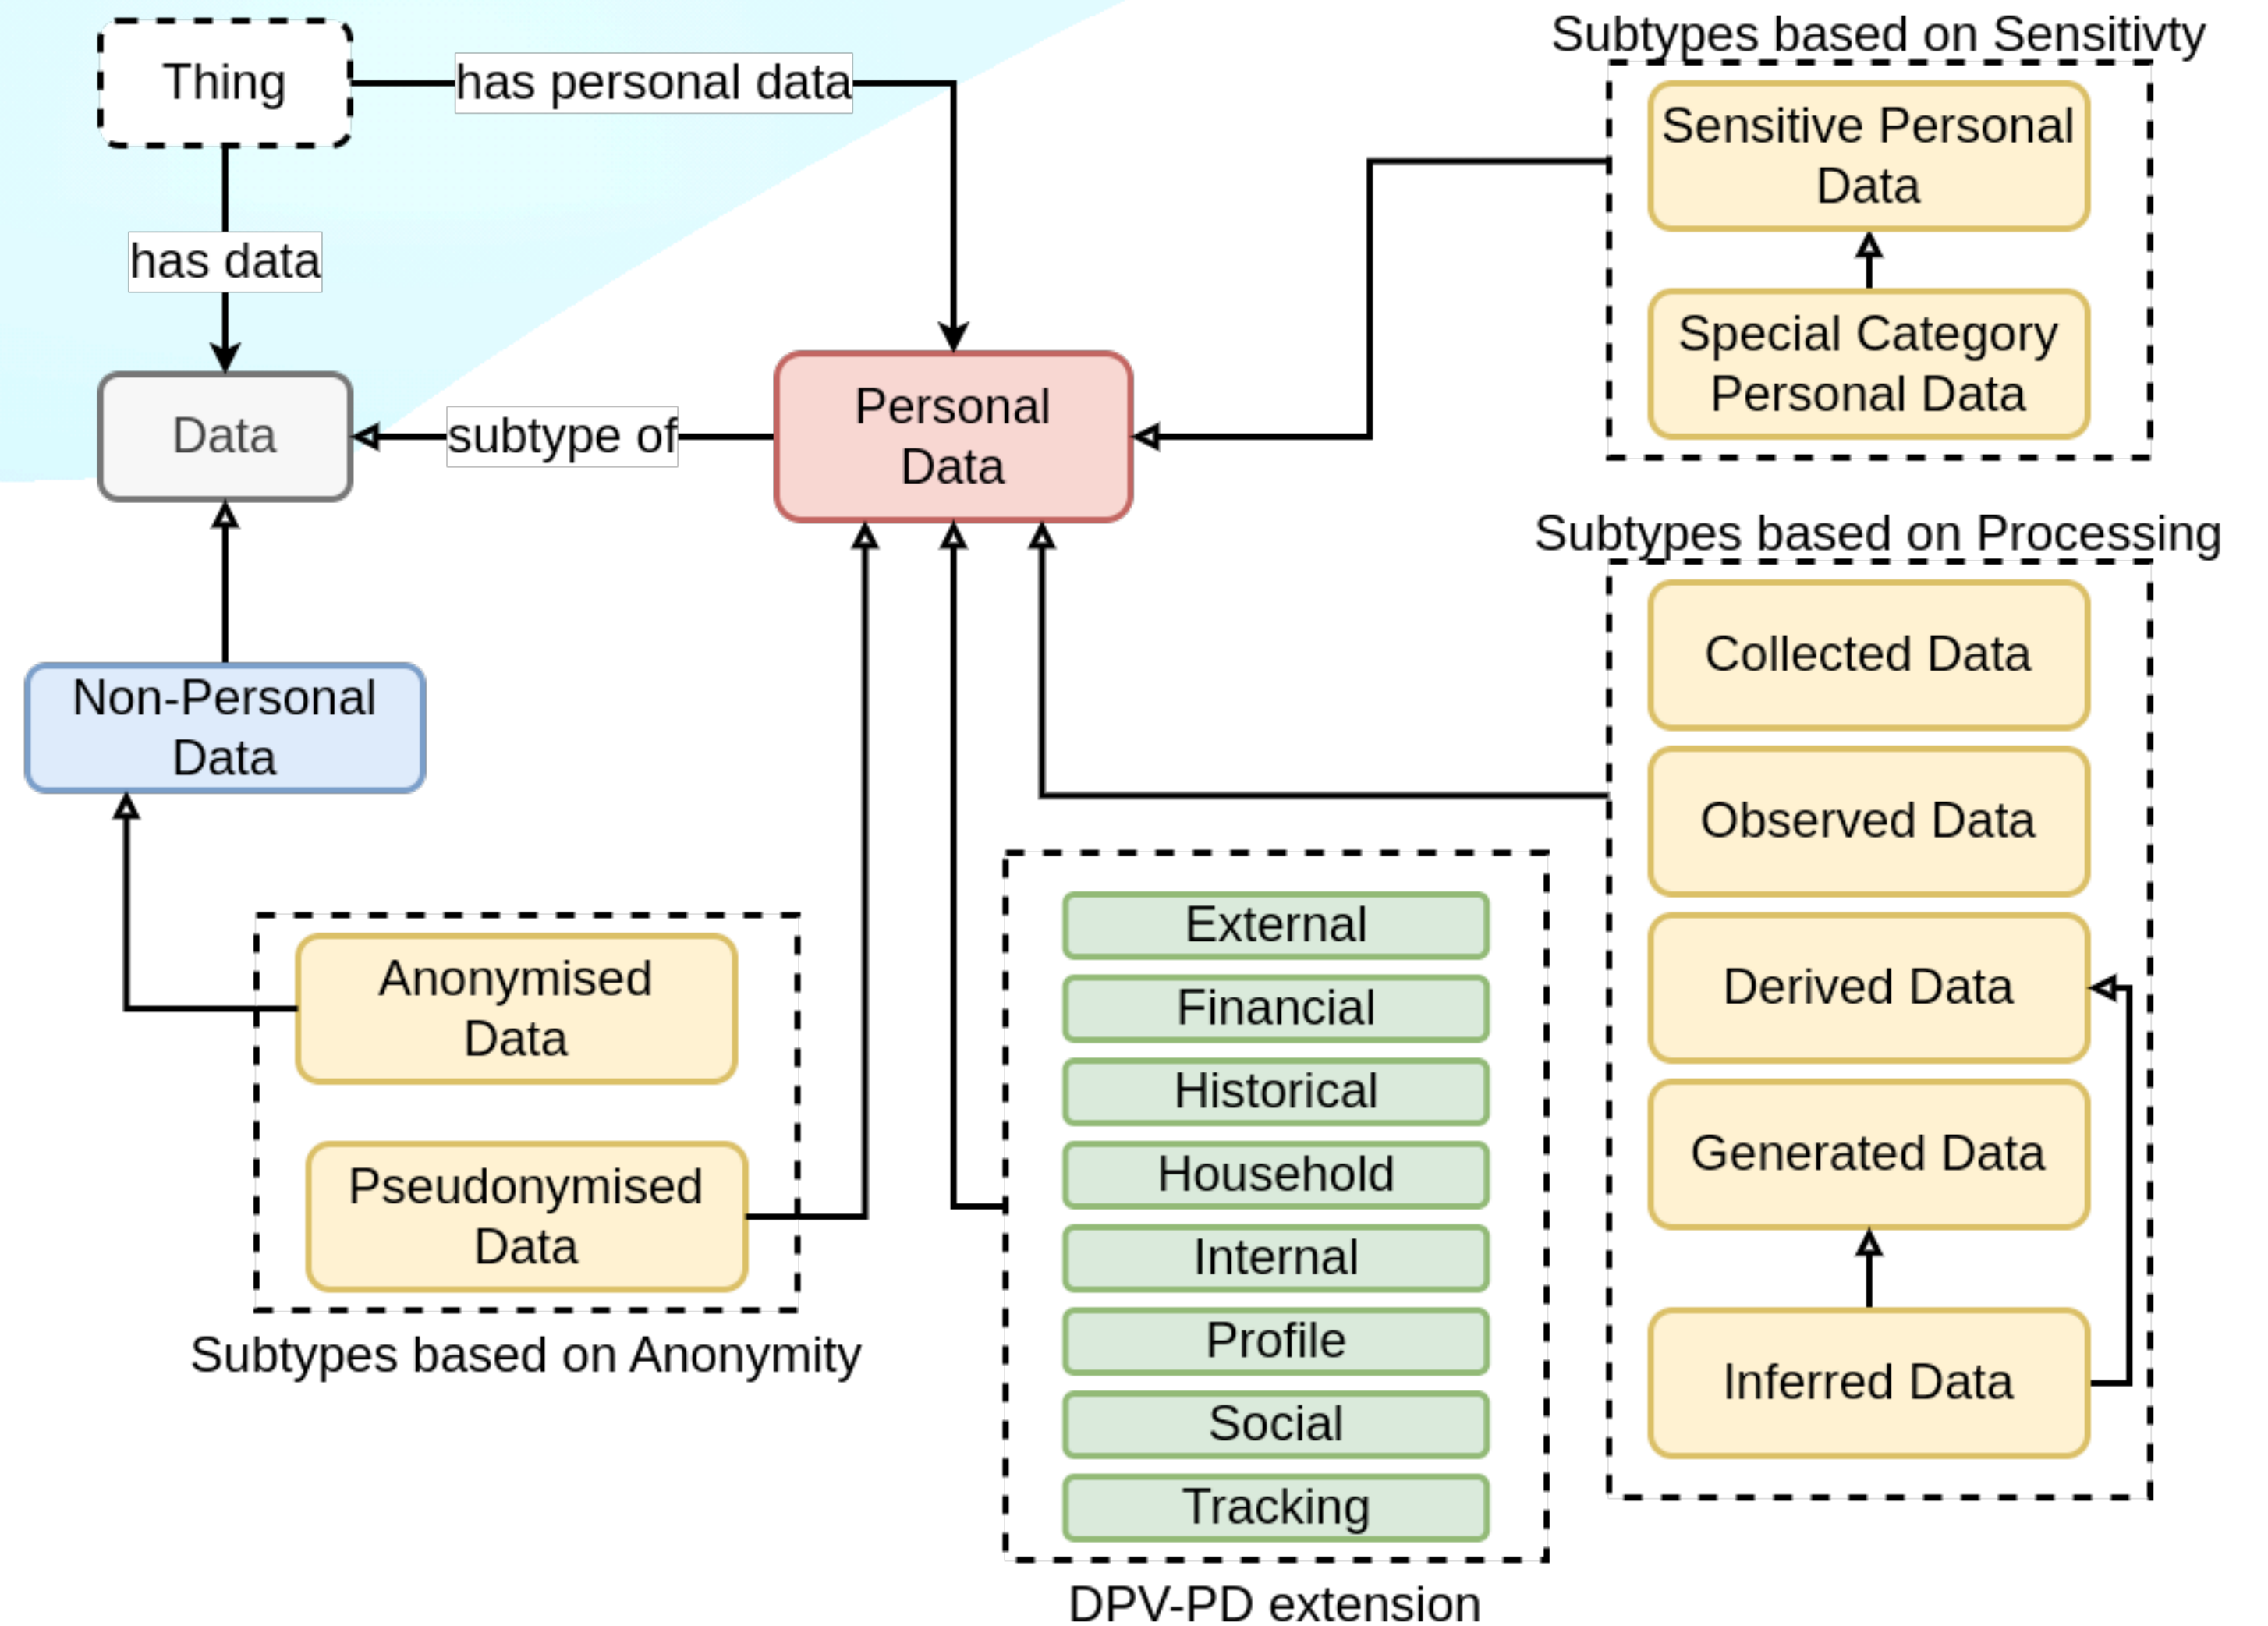 Thing
has personal data
has data
Data
subtype of
Personal
Data
Non-Personal
Data
Anonymised
Data
Pseudonymised
Data
Subtypes based on Anonymity
External
Financial
Historical
Household
Internal
Profile
Social
Tracking
DPV-PD extension
Subtypes based on Sensitivty
Sensitive Personal
Data
Special Category
Personal Data
Subtypes based on Processing
Collected Data
Observed Data
Derived Data
Generated Data
Inferred Data